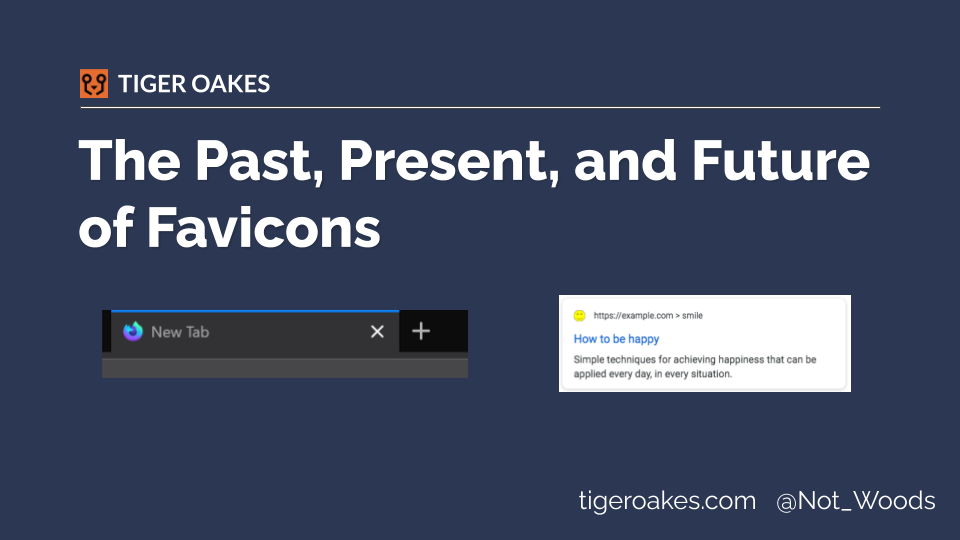 TIGER OAKES
The Past, Present, and Future
of Favicons
New Tab
https://example.com > smile
How to be happy
Simple techniques for achieving happiness that can be
applied every day, in every situation.
tigeroakes.com @Not_Woods